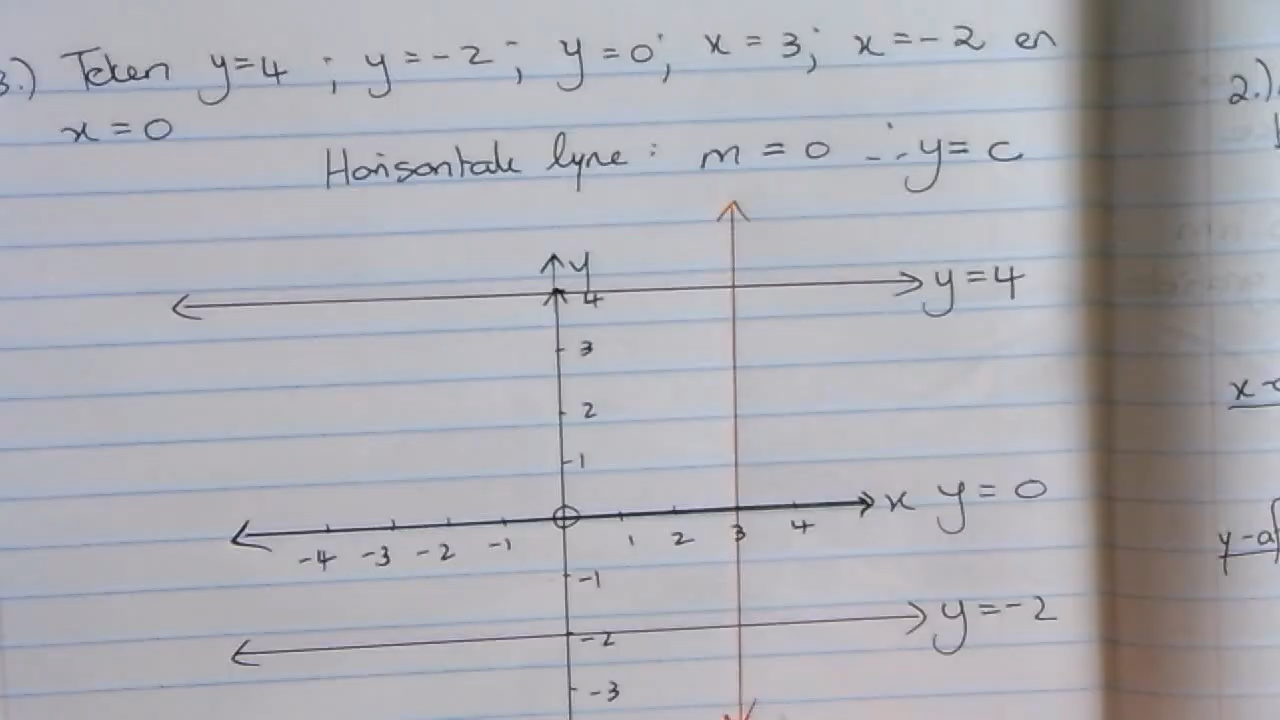 3.) Teken y=4 ; y=-2 ; y=0 ; x=3 ; x=-2 en
x=0
Horisontale lyne : m = 0 ∴ y = c
y
4
y=4
3
2
1
x y = 0
-4 -3 -2 -1 1 2 3 4
-1
y=-2
-2
-3
2.)
x-
y-af